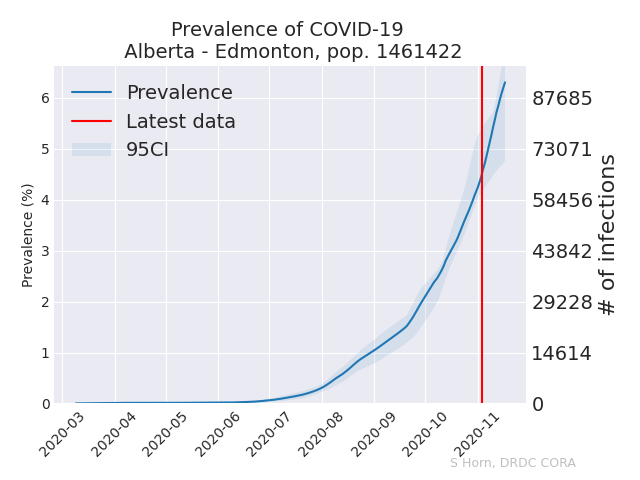 Prevalence of COVID-19
Alberta - Edmonton, pop. 1461422
Prevalence
Latest data
95CI
Prevalence (%)
6
5
4
3
2
1
0
87685
73071
58456
43842
29228
14614
0
# of infections
2020-03
2020-04
2020-05
2020-06
2020-07
2020-08
2020-09
2020-10
2020-11
S Horn, DRDC CORA